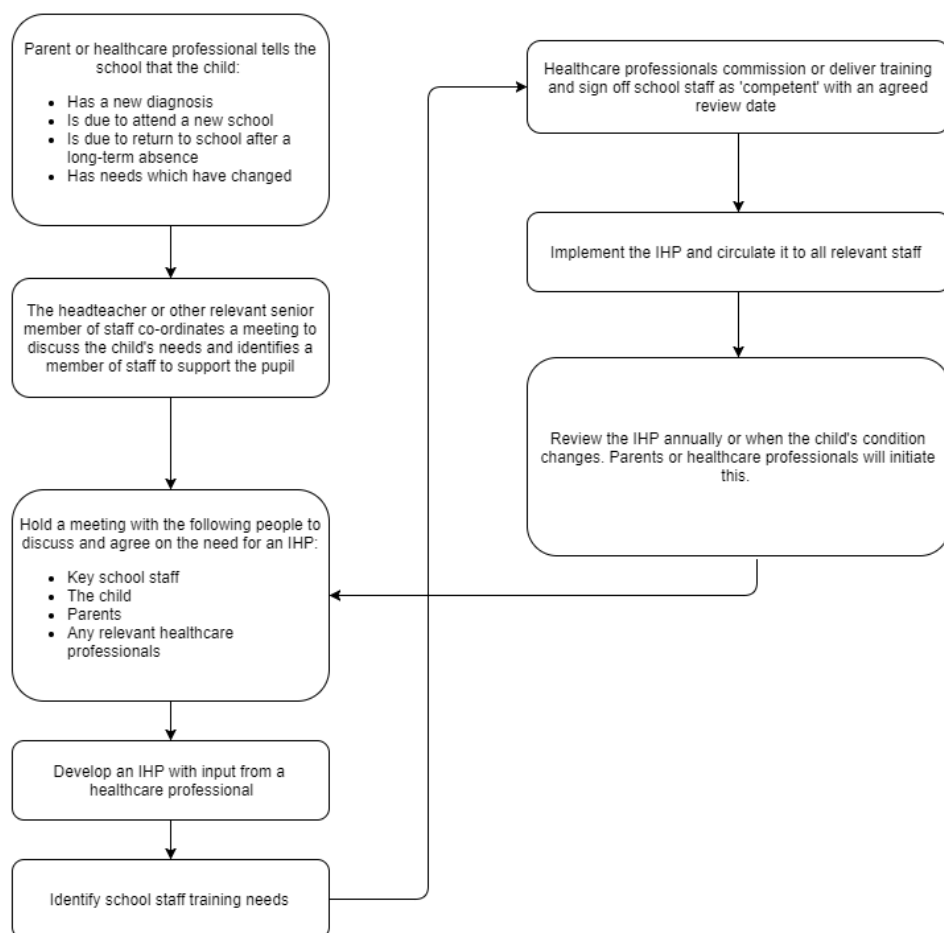 Parent or healthcare professional tells the
school that the child:
• Has a new diagnosis
• Is due to attend a new school
• Is due to return to school after a
long-term absence
• Has needs which have changed
The headteacher or other relevant senior
member of staff co-ordinates a meeting to
discuss the child's needs and identifies a
member of staff to support the pupil
Hold a meeting with the following people to
discuss and agree on the need for an IHP:
• Key school staff
• The child
• Parents
• Any relevant healthcare
professionals
Develop an IHP with input from a
healthcare professional
Identify school staff training needs
Healthcare professionals commission or deliver training
and sign off school staff as 'competent' with an agreed
review date
Implement the IHP and circulate it to all relevant staff
Review the IHP annually or when the child's condition
changes. Parents or healthcare professionals will initiate
this.